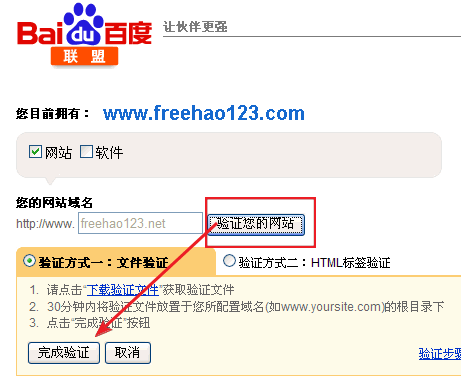 Baidu百度 让伙伴更强
联盟
您目前拥有： www.freehao123.com
网站 软件
您的网站域名
http://www. freehao123.net 验证您的网站
验证方式一：文件验证 验证方式二：HTML标签验证
1. 请点击"下载验证文件"获取验证文件
2. 30分钟内将验证文件放置于您所配置域名(如www.yoursite.com)的根目录下
3. 点击"完成验证"按钮
完成验证 取消 验证步骤